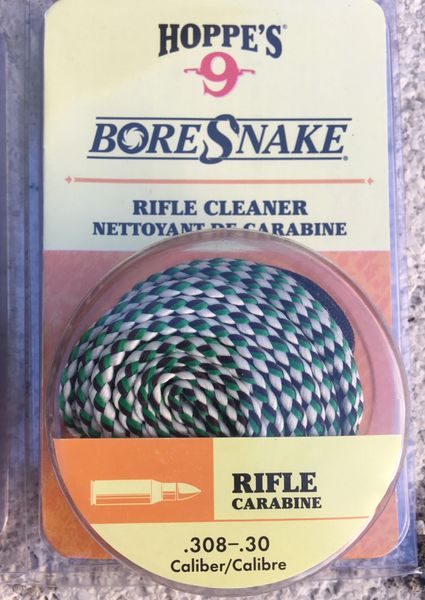 HOPPE'S
9
BORESNAKE®
RIFLE CLEANER
NETTOYANT DE CARABINE
RIFLE
CARABINE
.308–.30
Caliber/Calibre